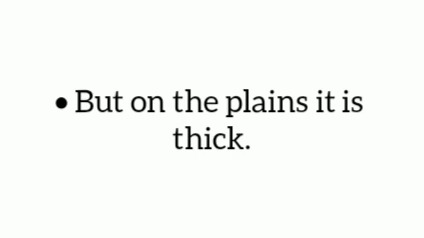 • But on the plains it is
thick.